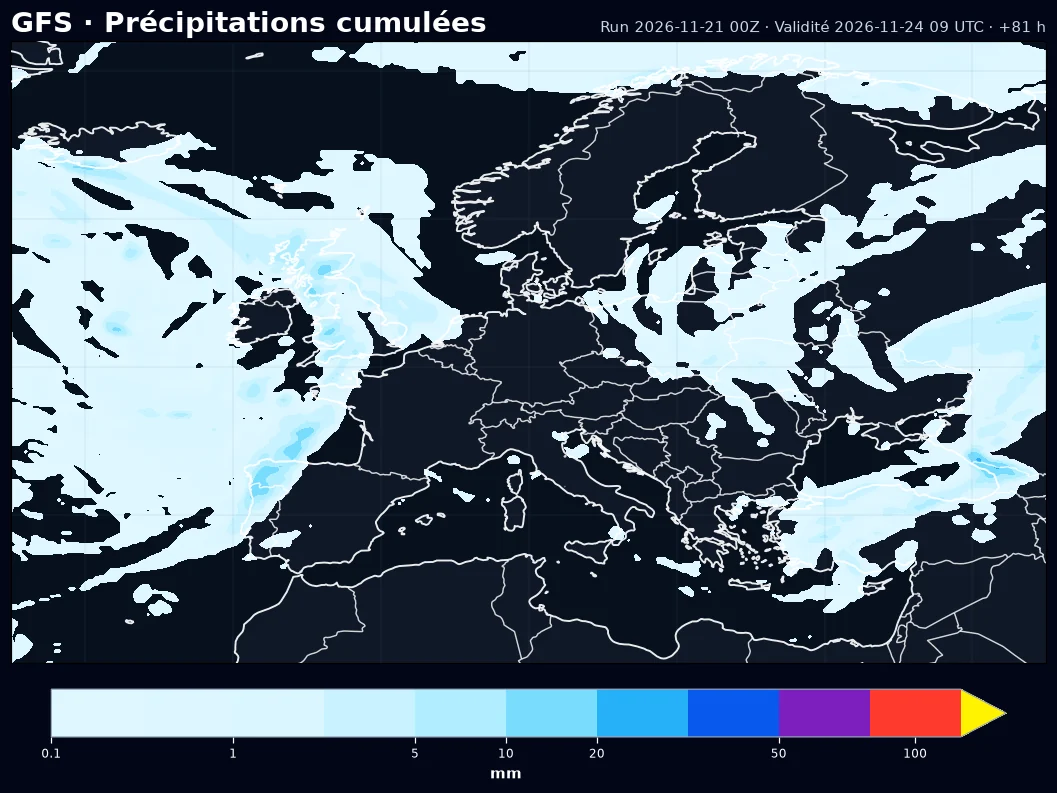 GFS · Précipitations cumulées
Run 2026-11-21 00Z · Validité 2026-11-24 09 UTC · +81 h
0.1 1 5 10 20 50 100
mm